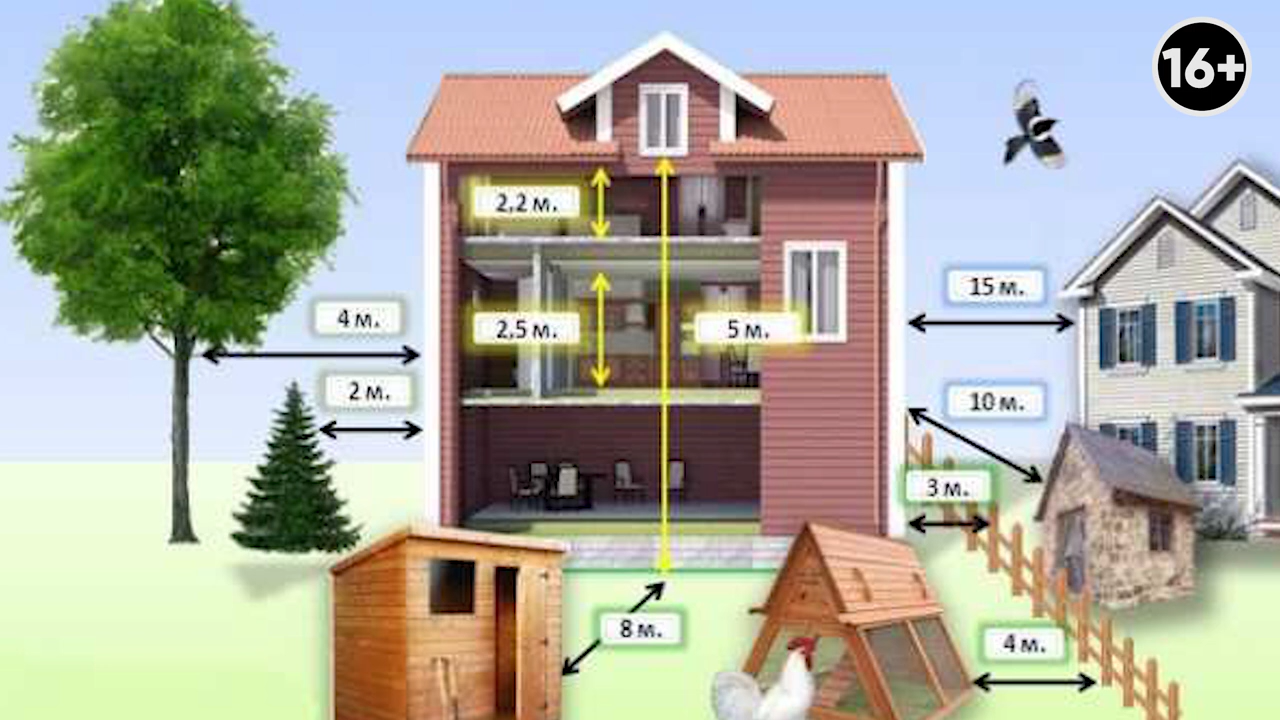 16+
2,2 м.
15 м.
4 м.
2,5 м.
5 м.
2 м.
10 м.
3 м.
8 м.
4 м.